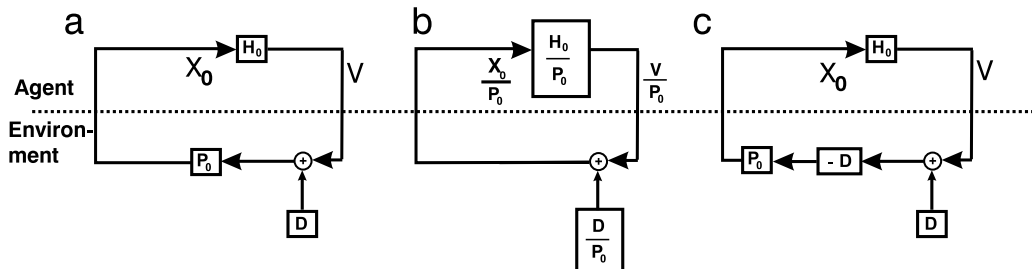 a
b
c
H₀
H₀
P₀
H₀
X₀
X₀
P₀
X₀
V
V
P₀
V
Agent
Environ-
ment
P₀
+
+
P₀
- D
+
D
D
P₀
D